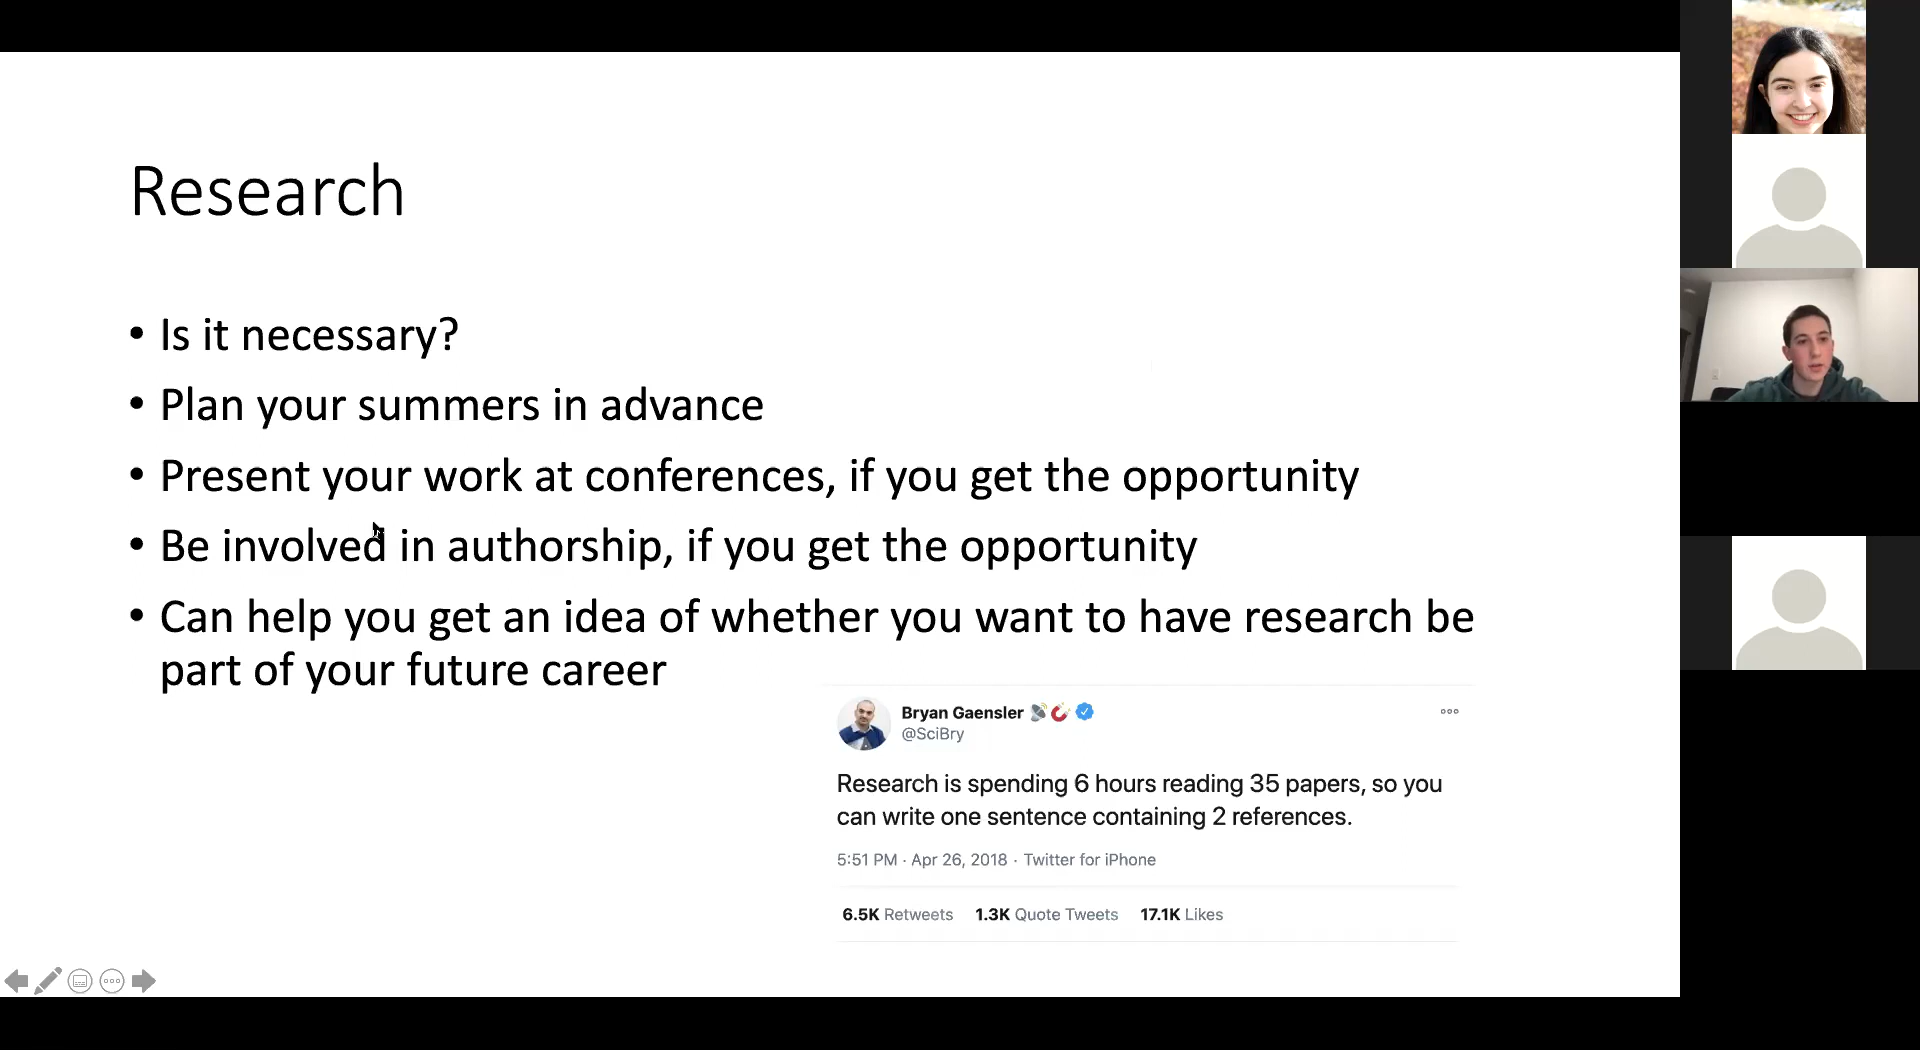 Research
• Is it necessary?
• Plan your summers in advance
• Present your work at conferences, if you get the opportunity
• Be involved in authorship, if you get the opportunity
• Can help you get an idea of whether you want to have research be
part of your future career
Bryan Gaensler
@SciBry
Research is spending 6 hours reading 35 papers, so you
can write one sentence containing 2 references.
5:51 PM · Apr 26, 2018 · Twitter for iPhone
6.5K Retweets 1.3K Quote Tweets 17.1K Likes